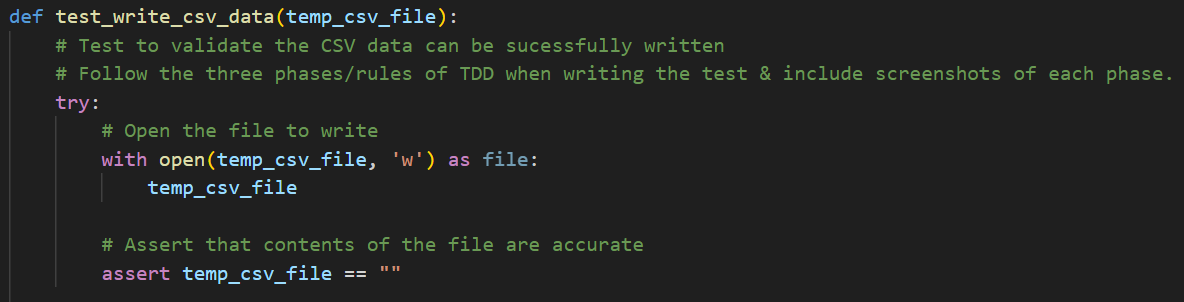 def test_write_csv_data(temp_csv_file):
    # Test to validate the CSV data can be sucessfully written
    # Follow the three phases/rules of TDD when writing the test & include screenshots of each phase.
    try:
        # Open the file to write
        with open(temp_csv_file, 'w') as file:
            temp_csv_file
        # Assert that contents of the file are accurate
        assert temp_csv_file == ""